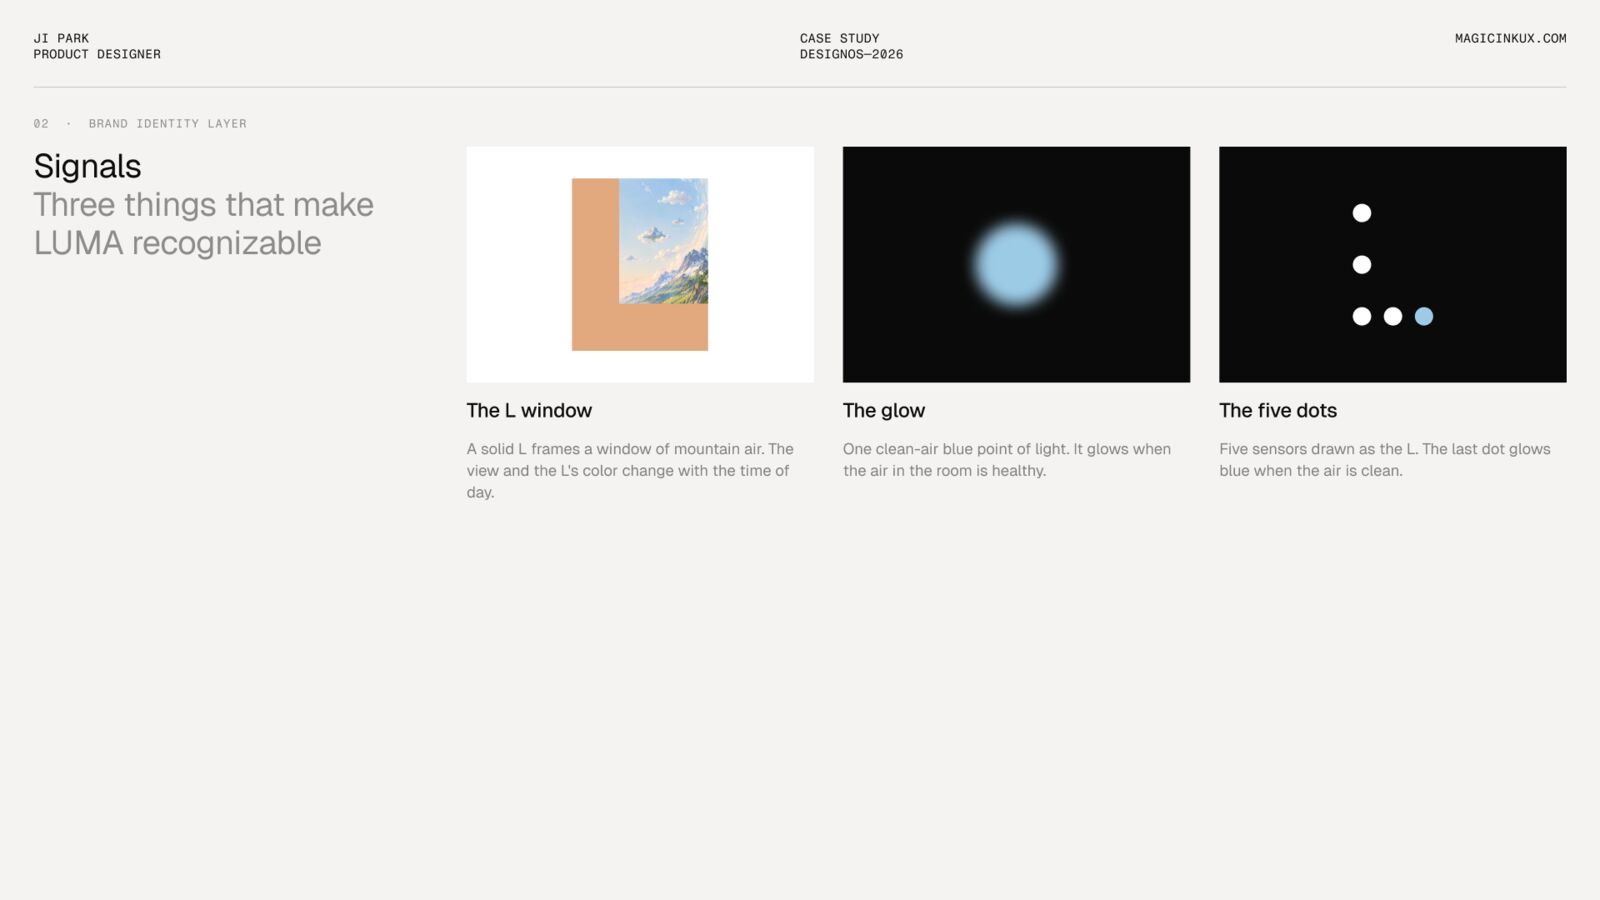 JI PARK
PRODUCT DESIGNER
CASE STUDY
DESIGNOS—2026
MAGICINKUX.COM
02 · BRAND IDENTITY LAYER
Signals
Three things that make
LUMA recognizable
The L window
A solid L frames a window of mountain air. The
view and the L's color change with the time of
day.
The glow
One clean-air blue point of light. It glows when
the air in the room is healthy.
The five dots
Five sensors drawn as the L. The last dot glows
blue when the air is clean.